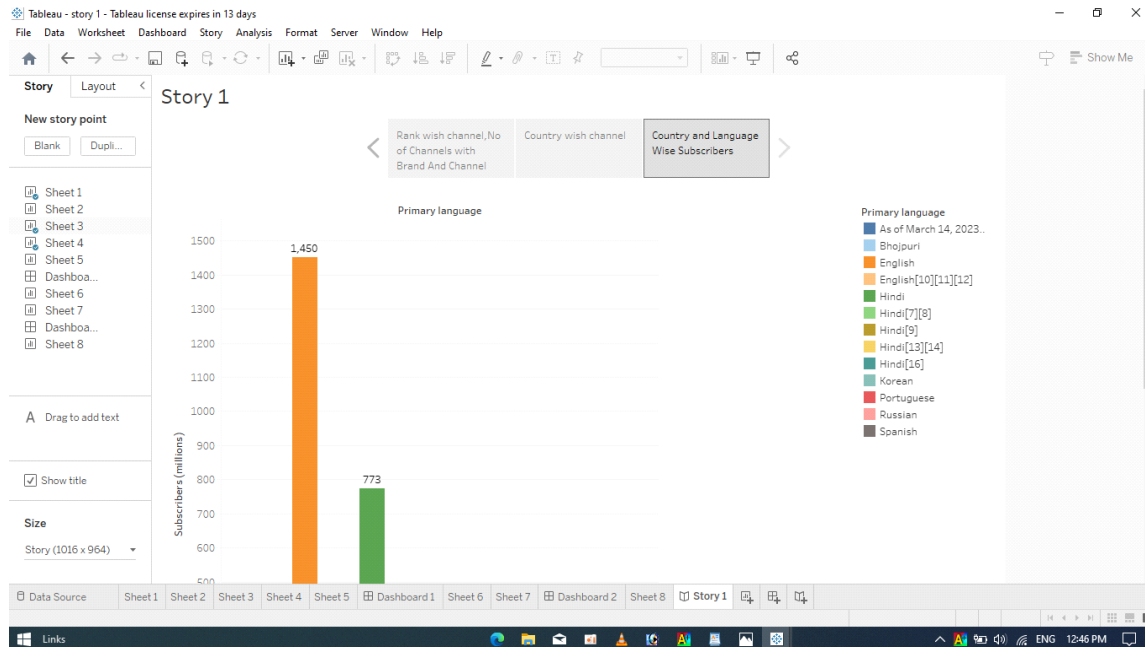 Tableau - story 1 - Tableau license expires in 13 days
File Data Worksheet Dashboard Story Analysis Format Server Window Help
Show Me
Story Layout
New story point
Blank Dupli...
Sheet 1
Sheet 2
Sheet 3
Sheet 4
Sheet 5
Dashboa...
Sheet 6
Sheet 7
Dashboa...
Sheet 8
A Drag to add text
Show title
Size
Story (1016 x 964)
Story 1
Rank wish channel,No
of Channels with
Brand And Channel
Country wish channel
Country and Language
Wise Subscribers
Primary language
1500
1400
1300
1200
1100
1000
900
800
700
600
500
Subscribers (millions)
1,450
773
Primary language
As of March 14, 2023..
Bhojpuri
English
English[10][11][12]
Hindi
Hindi[7][8]
Hindi[9]
Hindi[13][14]
Hindi[16]
Korean
Portuguese
Russian
Spanish
Data Source Sheet 1 Sheet 2 Sheet 3 Sheet 4 Sheet 5 Dashboard 1 Sheet 6 Sheet 7 Dashboard 2 Sheet 8 Story 1
Links ENG 12:46 PM